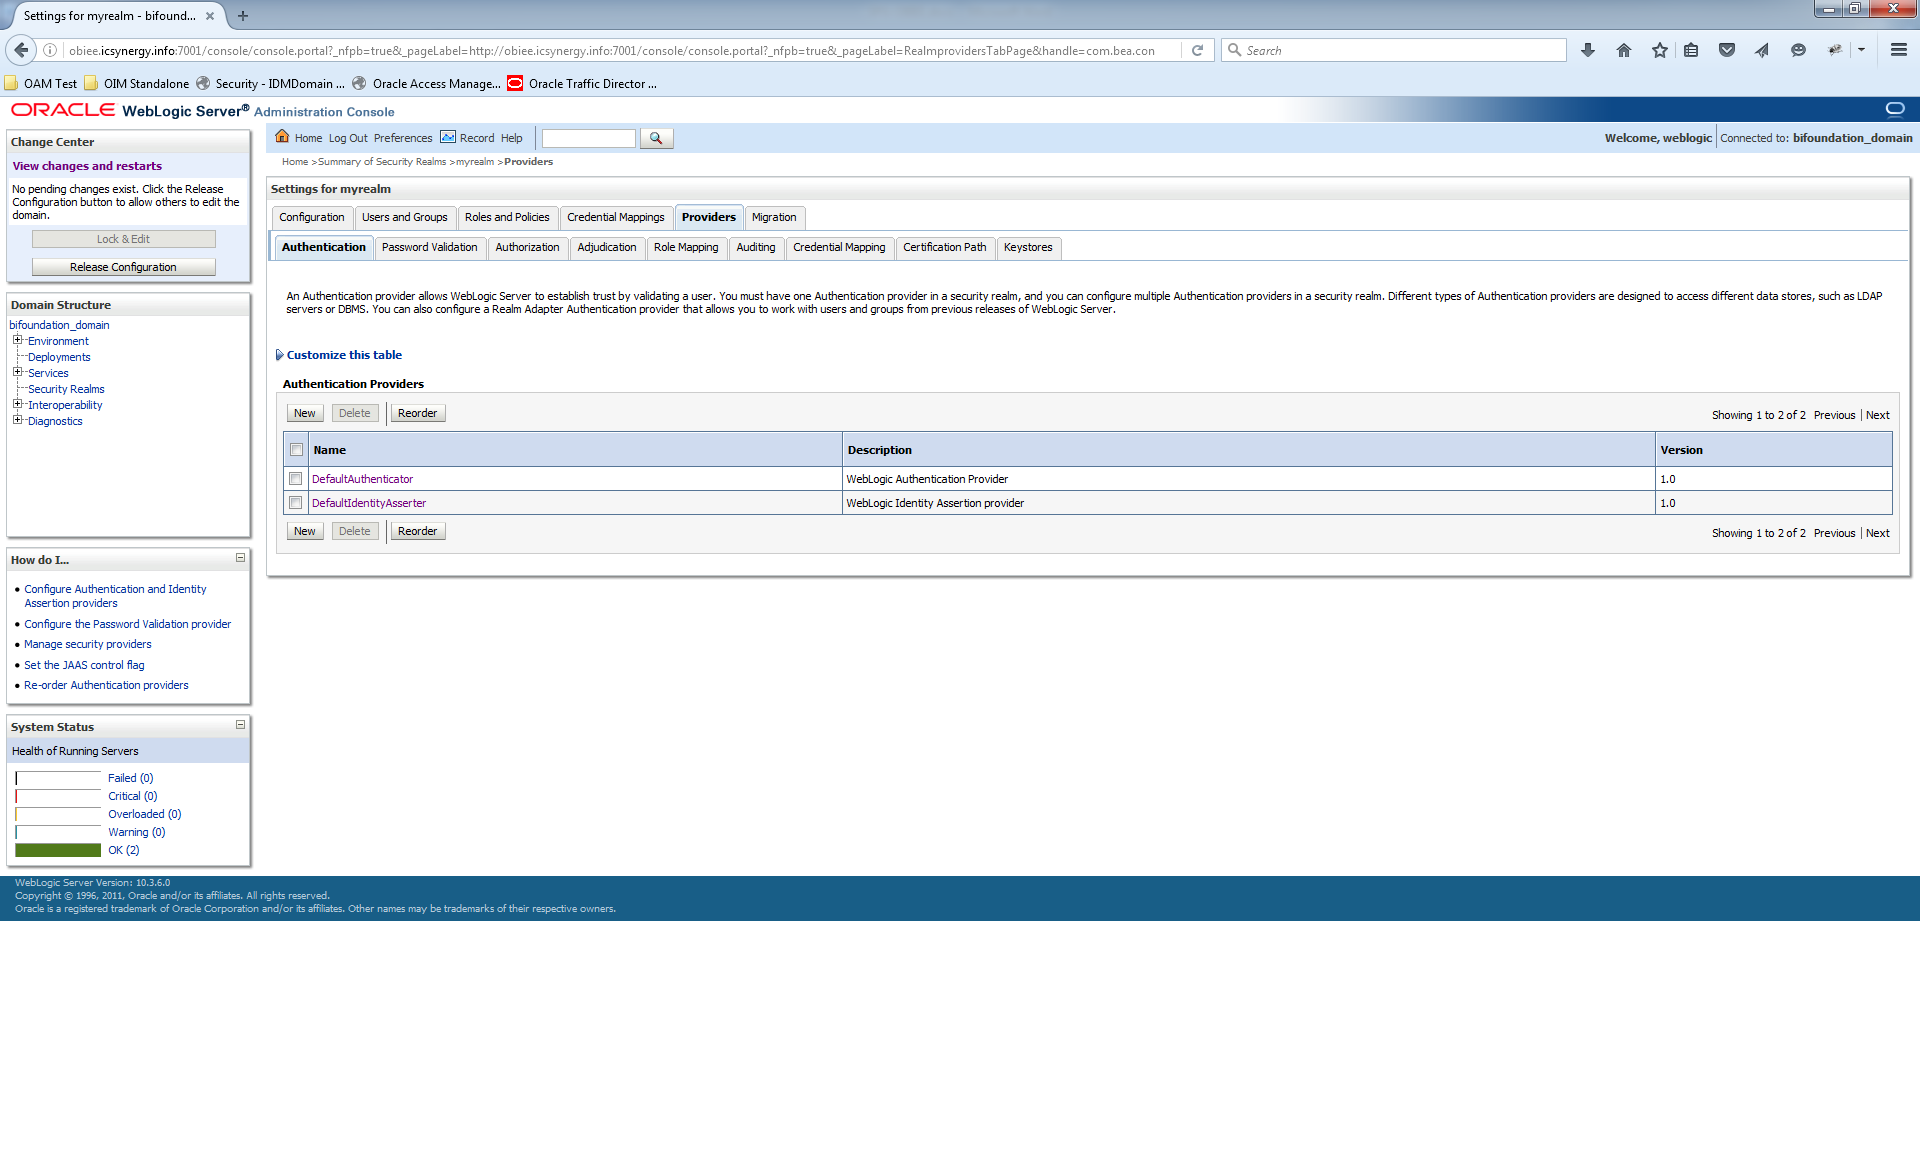 Settings for myrealm - bifound...
obiee.icsynergy.info:7001/console/console.portal?_nfpb=true&_pageLabel=http://obiee.icsynergy.info:7001/console/console.portal?_nfpb=true&_pageLabel=RealmprovidersTabPage&handle=com.bea.con
Search
OAM Test OIM Standalone Security - IDMDomain ... Oracle Access Manage... Oracle Traffic Director ...
ORACLE WebLogic Server® Administration Console
Change Center
View changes and restarts
No pending changes exist. Click the Release
Configuration button to allow others to edit the
domain.
Lock & Edit
Release Configuration
Domain Structure
bifoundation_domain
Environment
Deployments
Services
Security Realms
Interoperability
Diagnostics
How do I...
Configure Authentication and Identity
Assertion providers
Configure the Password Validation provider
Manage security providers
Set the JAAS control flag
Re-order Authentication providers
System Status
Health of Running Servers
Failed (0)
Critical (0)
Overloaded (0)
Warning (0)
OK (2)
Home Log Out Preferences Record Help
Welcome, weblogic Connected to: bifoundation_domain
Home >Summary of Security Realms >myrealm >Providers
Settings for myrealm
Configuration Users and Groups Roles and Policies Credential Mappings Providers Migration
Authentication Password Validation Authorization Adjudication Role Mapping Auditing Credential Mapping Certification Path Keystores
An Authentication provider allows WebLogic Server to establish trust by validating a user. You must have one Authentication provider in a security realm, and you can configure multiple Authentication providers in a security realm. Different types of Authentication providers are designed to access different data stores, such as LDAP
servers or DBMS. You can also configure a Realm Adapter Authentication provider that allows you to work with users and groups from previous releases of WebLogic Server.
Customize this table
Authentication Providers
New Delete Reorder Showing 1 to 2 of 2 Previous | Next
Name Description Version
DefaultAuthenticator WebLogic Authentication Provider 1.0
DefaultIdentityAsserter WebLogic Identity Assertion provider 1.0
New Delete Reorder Showing 1 to 2 of 2 Previous | Next
WebLogic Server Version: 10.3.6.0
Copyright © 1996, 2011, Oracle and/or its affiliates. All rights reserved.
Oracle is a registered trademark of Oracle Corporation and/or its affiliates. Other names may be trademarks of their respective owners.